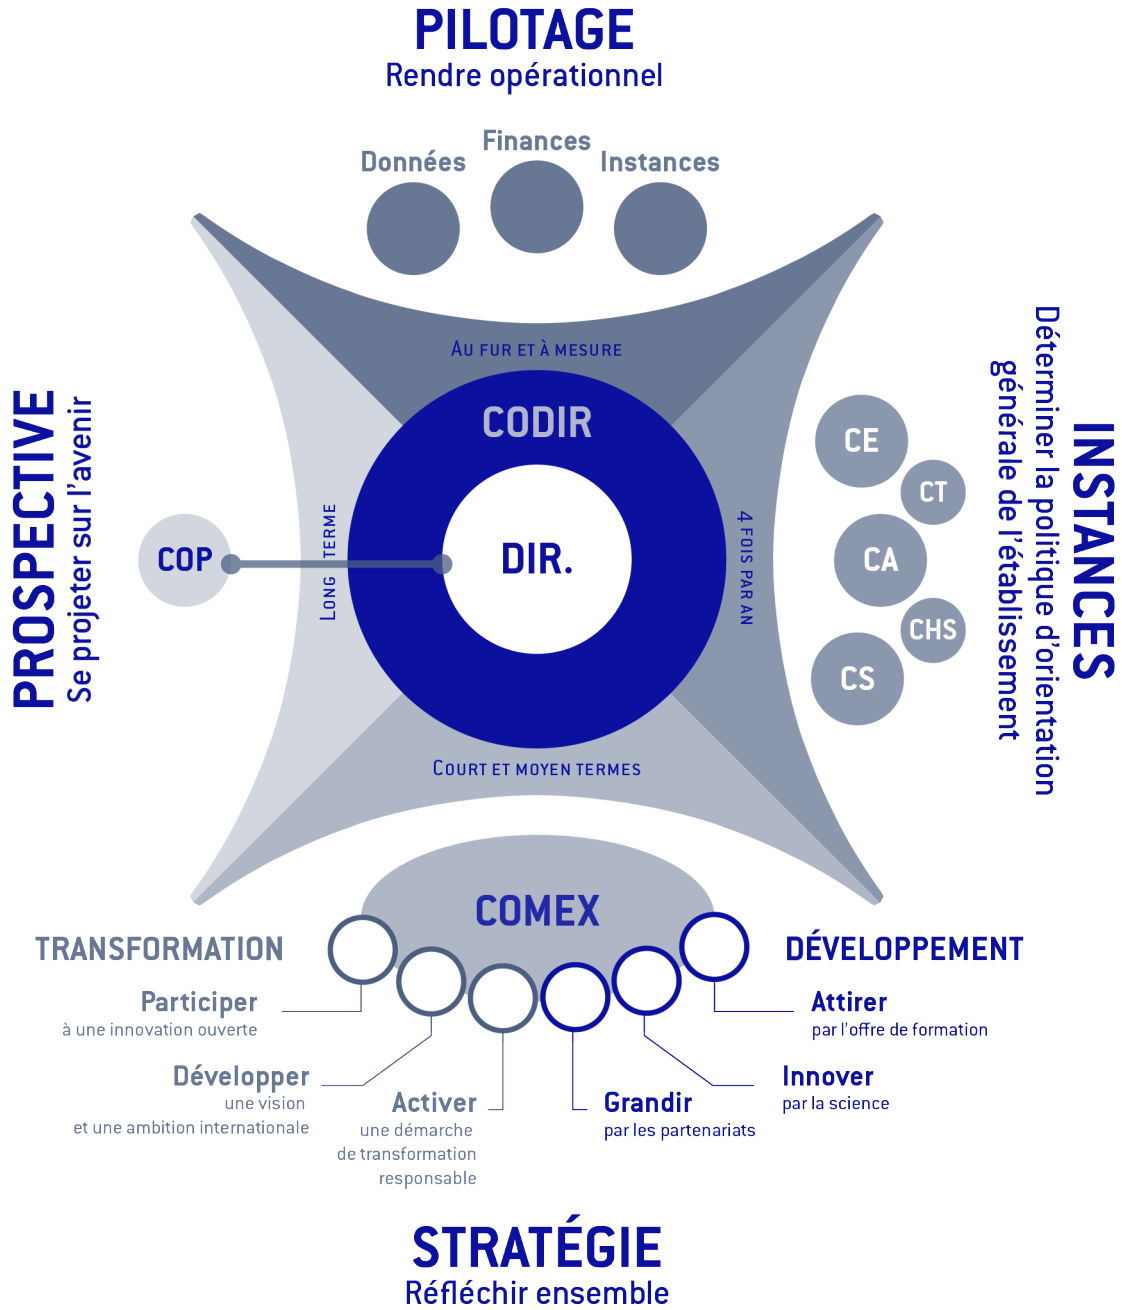 PILOTAGE
Rendre opérationnel
Données
Finances
Instances
AU FUR ET À MESURE
CODIR
DIR.
LONG TERME
4 FOIS PAR AN
COURT ET MOYEN TERMES
PROSPECTIVE
Se projeter sur l'avenir
COP
CE
CT
CA
CHS
CS
INSTANCES
Déterminer la politique d'orientation
générale de l'établissement
COMEX
TRANSFORMATION
Participer
à une innovation ouverte
Développer
une vision
et une ambition internationale
Activer
une démarche
de transformation
responsable
DÉVELOPPEMENT
Attirer
par l'offre de formation
Innover
par la science
Grandir
par les partenariats
STRATÉGIE
Réfléchir ensemble